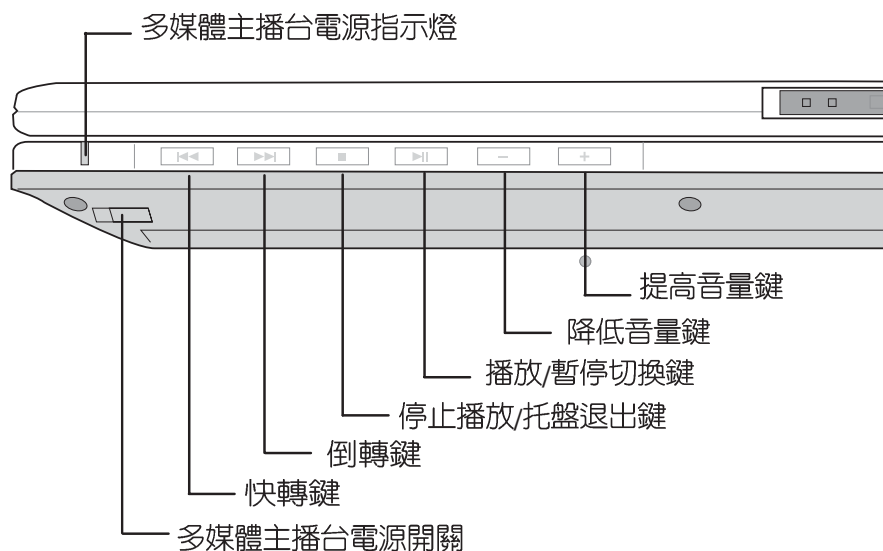 多媒體主播台電源指示燈
提高音量鍵
降低音量鍵
播放/暫停切換鍵
停止播放/托盤退出鍵
倒轉鍵
快轉鍵
多媒體主播台電源開關